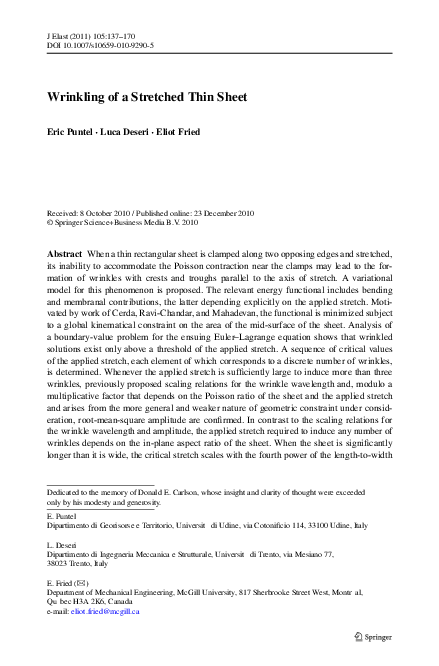 J Elast (2011) 105:137–170
DOI 10.1007/s10659-010-9290-5
Wrinkling of a Stretched Thin Sheet
Eric Puntel · Luca Deseri · Eliot Fried
Received: 8 October 2010 / Published online: 23 December 2010
© Springer Science+Business Media B.V. 2010
Abstract When a thin rectangular sheet is clamped along two opposing edges and stretched,
its inability to accommodate the Poisson contraction near the clamps may lead to the for-
mation of wrinkles with crests and troughs parallel to the axis of stretch. A variational
model for this phenomenon is proposed. The relevant energy functional includes bending
and membranal contributions, the latter depending explicitly on the applied stretch. Moti-
vated by work of Cerda, Ravi-Chandar, and Mahadevan, the functional is minimized subject
to a global kinematical constraint on the area of the mid-surface of the sheet. Analysis of
a boundary-value problem for the ensuing Euler–Lagrange equation shows that wrinkled
solutions exist only above a threshold of the applied stretch. A sequence of critical values
of the applied stretch, each element of which corresponds to a discrete number of wrinkles,
is determined. Whenever the applied stretch is sufficiently large to induce more than three
wrinkles, previously proposed scaling relations for the wrinkle wavelength and, modulo a
multiplicative factor that depends on the Poisson ratio of the sheet and the applied stretch
and arises from the more general and weaker nature of geometric constraint under consid-
eration, root-mean-square amplitude are confirmed. In contrast to the scaling relations for
the wrinkle wavelength and amplitude, the applied stretch required to induce any number of
wrinkles depends on the in-plane aspect ratio of the sheet. When the sheet is significantly
longer than it is wide, the critical stretch scales with the fourth power of the length-to-width
Dedicated to the memory of Donald E. Carlson, whose insight and clarity of thought were exceeded
only by his modesty and generosity.
E. Puntel
Dipartimento di Georisorse e Territorio, Universit di Udine, via Cotonificio 114, 33100 Udine, Italy
L. Deseri
Dipartimento di Ingegneria Meccanica e Strutturale, Universit di Trento, via Mesiano 77,
38023 Trento, Italy
E. Fried (✉)
Department of Mechanical Engineering, McGill University, 817 Sherbrooke Street West, Montr al,
Qu bec H3A 2K6, Canada
e-mail: eliot.fried@mcgill.ca
Springer